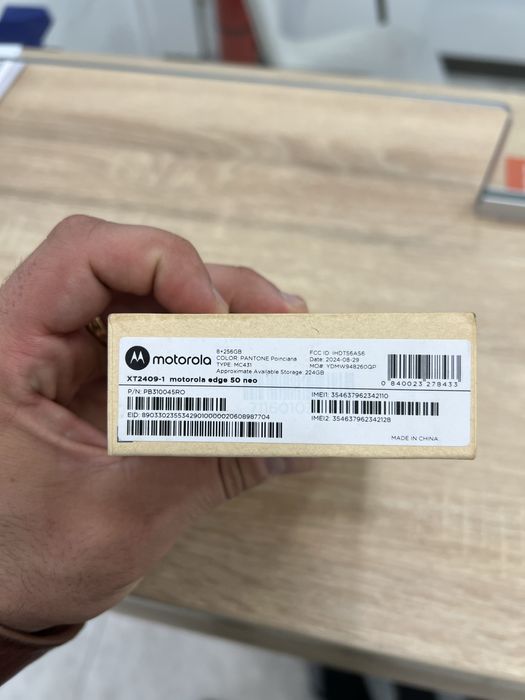 motorola
8+256GB
COLOR: PANTONE Poinciana
TYPE: MC431
Approximate Available Storage: 224GB
FCC ID: IHDT56AS6
Date: 2024-08-29
MO#: YDMW948260QP
0 840023 278433
XT2409-1 motorola edge 50 neo
P/N: PB310045RO
EID: 89033023553429010000020608987704
IMEI1: 354637962342110
IMEI2: 354637962342128
MADE IN CHINA